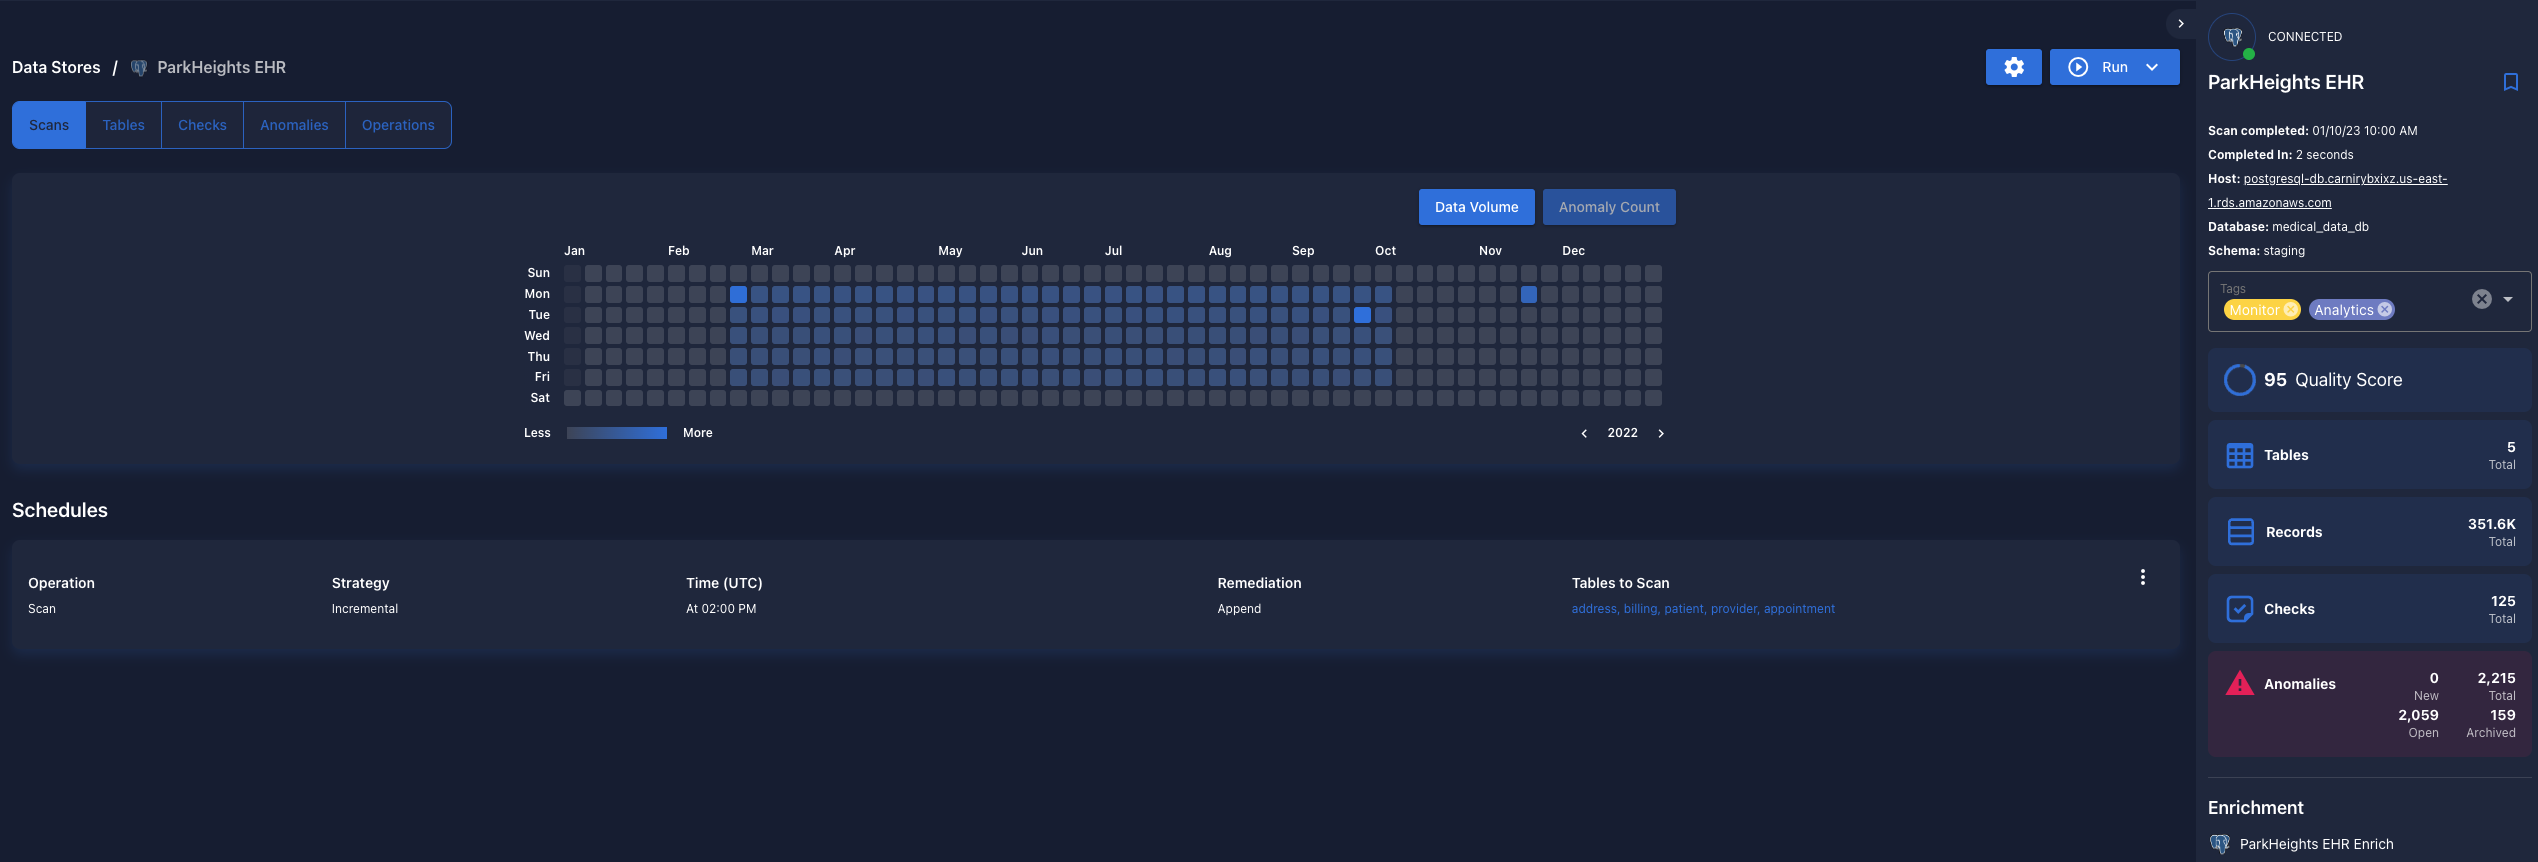 CONNECTED
Data Stores / ParkHeights EHR
Run
Scans Tables Checks Anomalies Operations
Data Volume Anomaly Count
Jan Feb Mar Apr May Jun Jul Aug Sep Oct Nov Dec
Sun
Mon
Tue
Wed
Thu
Fri
Sat
Less More 2022
Schedules
Operation Strategy Time (UTC) Remediation Tables to Scan
Scan Incremental At 02:00 PM Append address, billing, patient, provider, appointment
ParkHeights EHR
Scan completed: 01/10/23 10:00 AM
Completed In: 2 seconds
Host: postgresql-db.carnirybxixz.us-east-
1.rds.amazonaws.com
Database: medical_data_db
Schema: staging
Tags
Monitor Analytics
95 Quality Score
Tables 5
Total
Records 351.6K
Total
Checks 125
Total
Anomalies 0 2,215
New Total
2,059 159
Open Archived
Enrichment
ParkHeights EHR Enrich